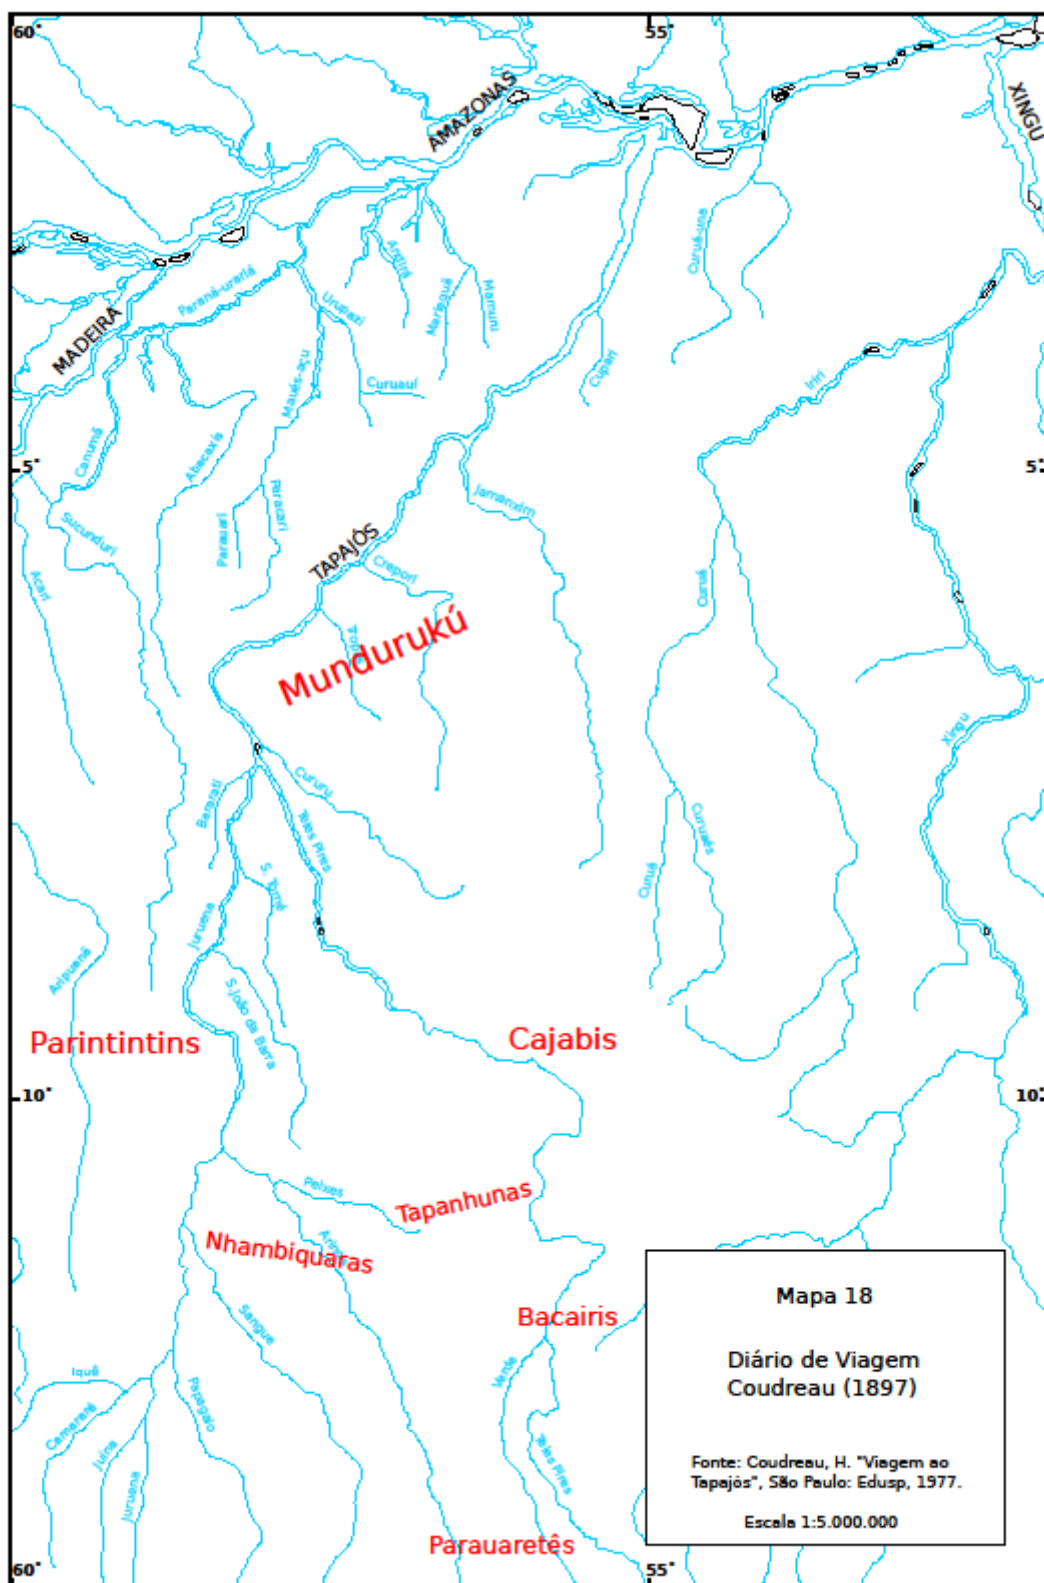 60°
55°
AMAZONAS
XINGU
Curuá-una
Andirá
Paraná-urariá
Urupazi
Mariaquã
Mamuru
MADEIRA
Maués-açu
Cupari
Iriri
Curuauí
Canumã
Abacaxis
5°
5°
Jamanxim
Paracari
Sucunduri
Parauari
TAPAJÓS
Crepori
Acari
Curuá
Mundurukú
Xingu
Cururu
Bararati
Teles Pires
Curuaés
S. Tomé
Curuá
Juruena
Aripuanã
S.João da Barra
Parintintins
Cajabis
10°
10°
Peixes
Tapanhunas
Nhambiquaras
Sangue
Bacairis
Mapa 18
Verde
Diário de Viagem
Coudreau (1897)
Iquê
Papagaio
Camararé
Juína
Teles Pires
Fonte: Coudreau, H. "Viagem ao
Tapajós", São Paulo: Edusp, 1977.
Juruena
Escala 1:5.000.000
Parauaretês
60°
55°